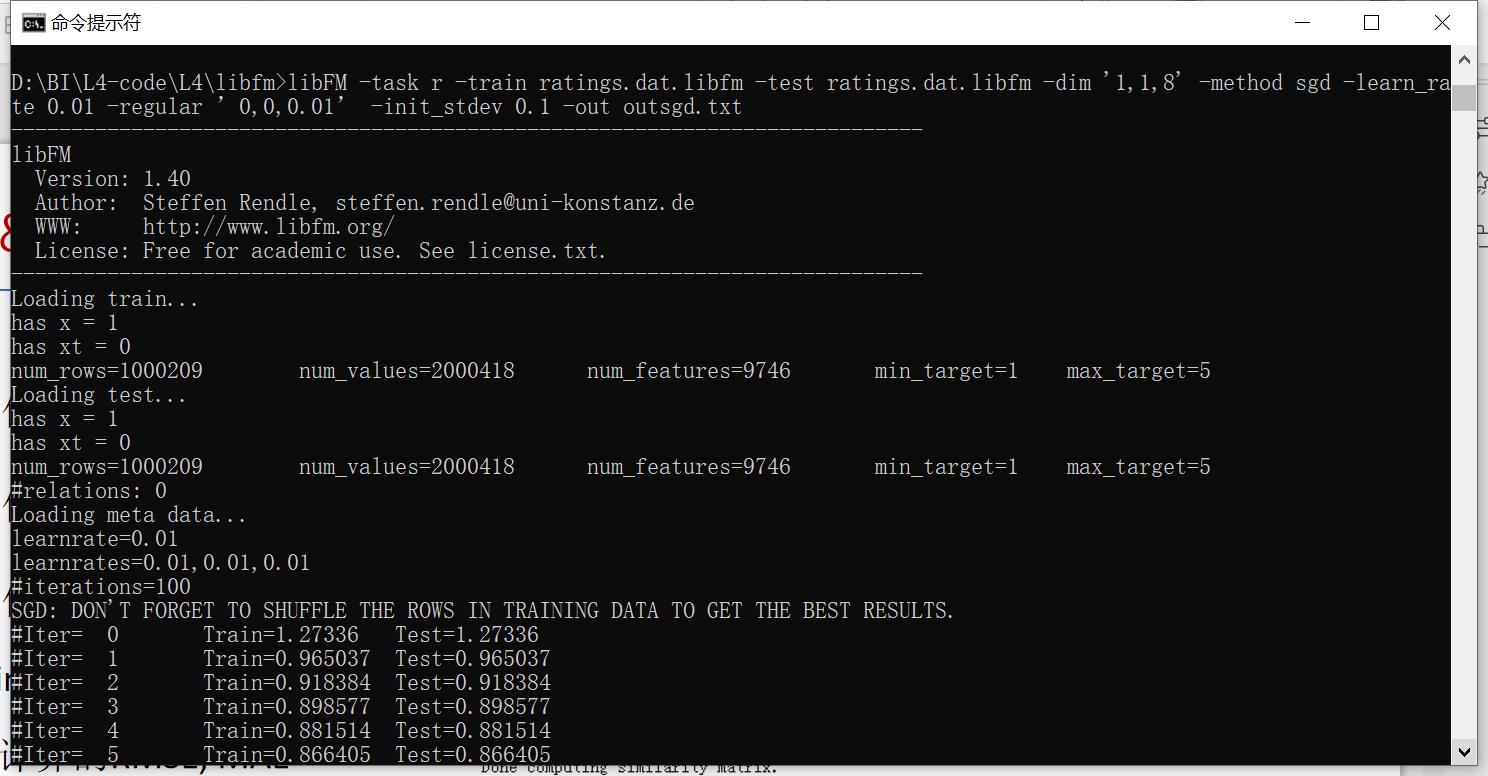 命令提示符
D:\BI\L4-code\L4\libfm>libFM -task r -train ratings.dat.libfm -test ratings.dat.libfm -dim '1,1,8' -method sgd -learn_ra
te 0.01 -regular ’0,0,0.01’ -init_stdev 0.1 -out outsgd.txt
----------------------------------------------------------------------------
libFM
  Version: 1.40
  Author:  Steffen Rendle, steffen.rendle@uni-konstanz.de
  WWW:     http://www.libfm.org/
  License: Free for academic use. See license.txt.
----------------------------------------------------------------------------
Loading train...
has x = 1
has xt = 0
num_rows=1000209        num_values=2000418      num_features=9746       min_target=1    max_target=5
Loading test...
has x = 1
has xt = 0
num_rows=1000209        num_values=2000418      num_features=9746       min_target=1    max_target=5
#relations: 0
Loading meta data...
learnrate=0.01
learnrates=0.01,0.01,0.01
#iterations=100
SGD: DON'T FORGET TO SHUFFLE THE ROWS IN TRAINING DATA TO GET THE BEST RESULTS.
#Iter=  0       Train=1.27336   Test=1.27336
#Iter=  1       Train=0.965037  Test=0.965037
#Iter=  2       Train=0.918384  Test=0.918384
#Iter=  3       Train=0.898577  Test=0.898577
#Iter=  4       Train=0.881514  Test=0.881514
#Iter=  5       Train=0.866405  Test=0.866405
Done computing similarity matrix.